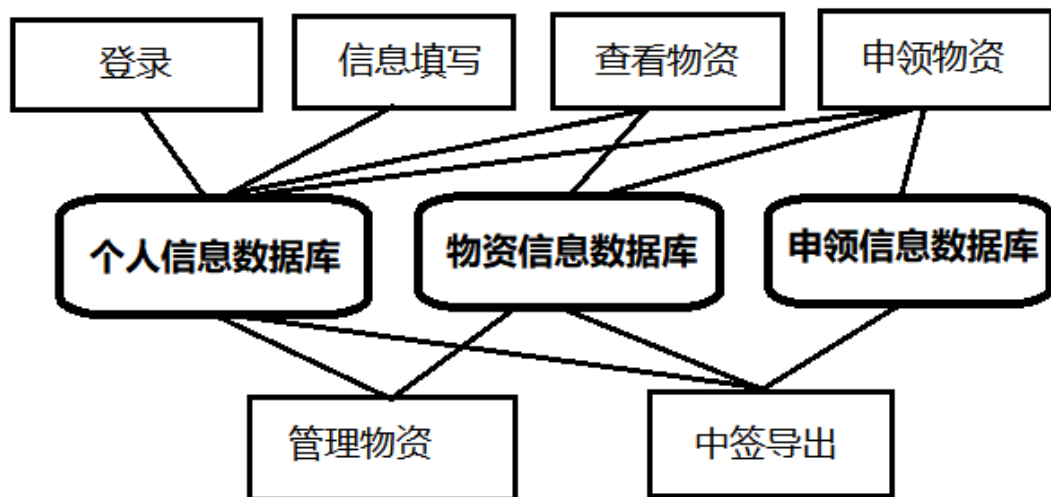 登录
信息填写
查看物资
申领物资
个人信息数据库
物资信息数据库
申领信息数据库
管理物资
中签导出